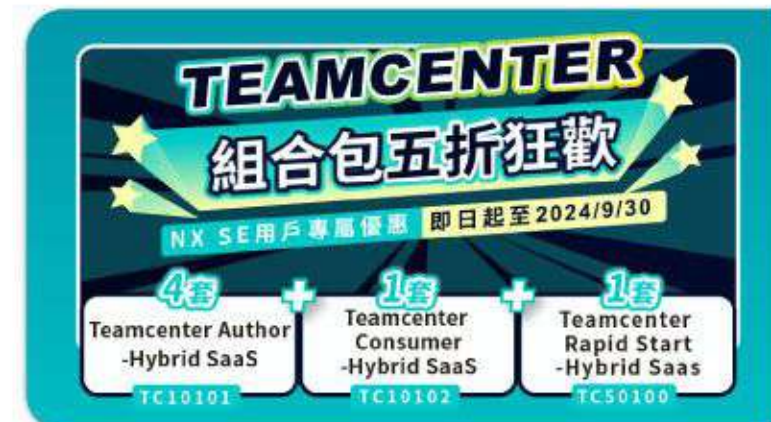 TEAMCENTER
組合包五折狂歡
NX SE用戶專屬優惠 即日起至2024/9/30
4套 + 1套 + 1套
Teamcenter Author
-Hybrid SaaS
TC10101
Teamcenter
Consumer
-Hybrid SaaS
TC10102
Teamcenter
Rapid Start
-Hybrid Saas
TC50100